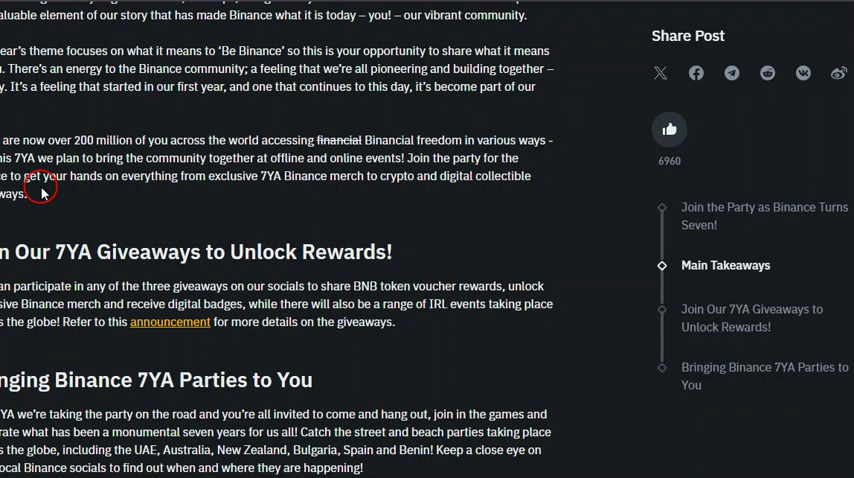 aluable element of our story that has made Binance what it is today – you! – our vibrant community.
ear's theme focuses on what it means to 'Be Binance' so this is your opportunity to share what it means
. There's an energy to the Binance community; a feeling that we're all pioneering and building together –
y. It's a feeling that started in our first year, and one that continues to this day, it's become part of our
are now over 200 million of you across the world accessing financial Binancial freedom in various ways -
his 7YA we plan to bring the community together at offline and online events! Join the party for the
ce to get your hands on everything from exclusive 7YA Binance merch to crypto and digital collectible
ways.
n Our 7YA Giveaways to Unlock Rewards!
an participate in any of the three giveaways on our socials to share BNB token voucher rewards, unlock
sive Binance merch and receive digital badges, while there will also be a range of IRL events taking place
s the globe! Refer to this announcement for more details on the giveaways.
nging Binance 7YA Parties to You
YA we're taking the party on the road and you're all invited to come and hang out, join in the games and
rate what has been a monumental seven years for us all! Catch the street and beach parties taking place
s the globe, including the UAE, Australia, New Zealand, Bulgaria, Spain and Benin! Keep a close eye on
ocal Binance socials to find out when and where they are happening!
Share Post
6960
Join the Party as Binance Turns
Seven!
Main Takeaways
Join Our 7YA Giveaways to
Unlock Rewards!
Bringing Binance 7YA Parties to
You